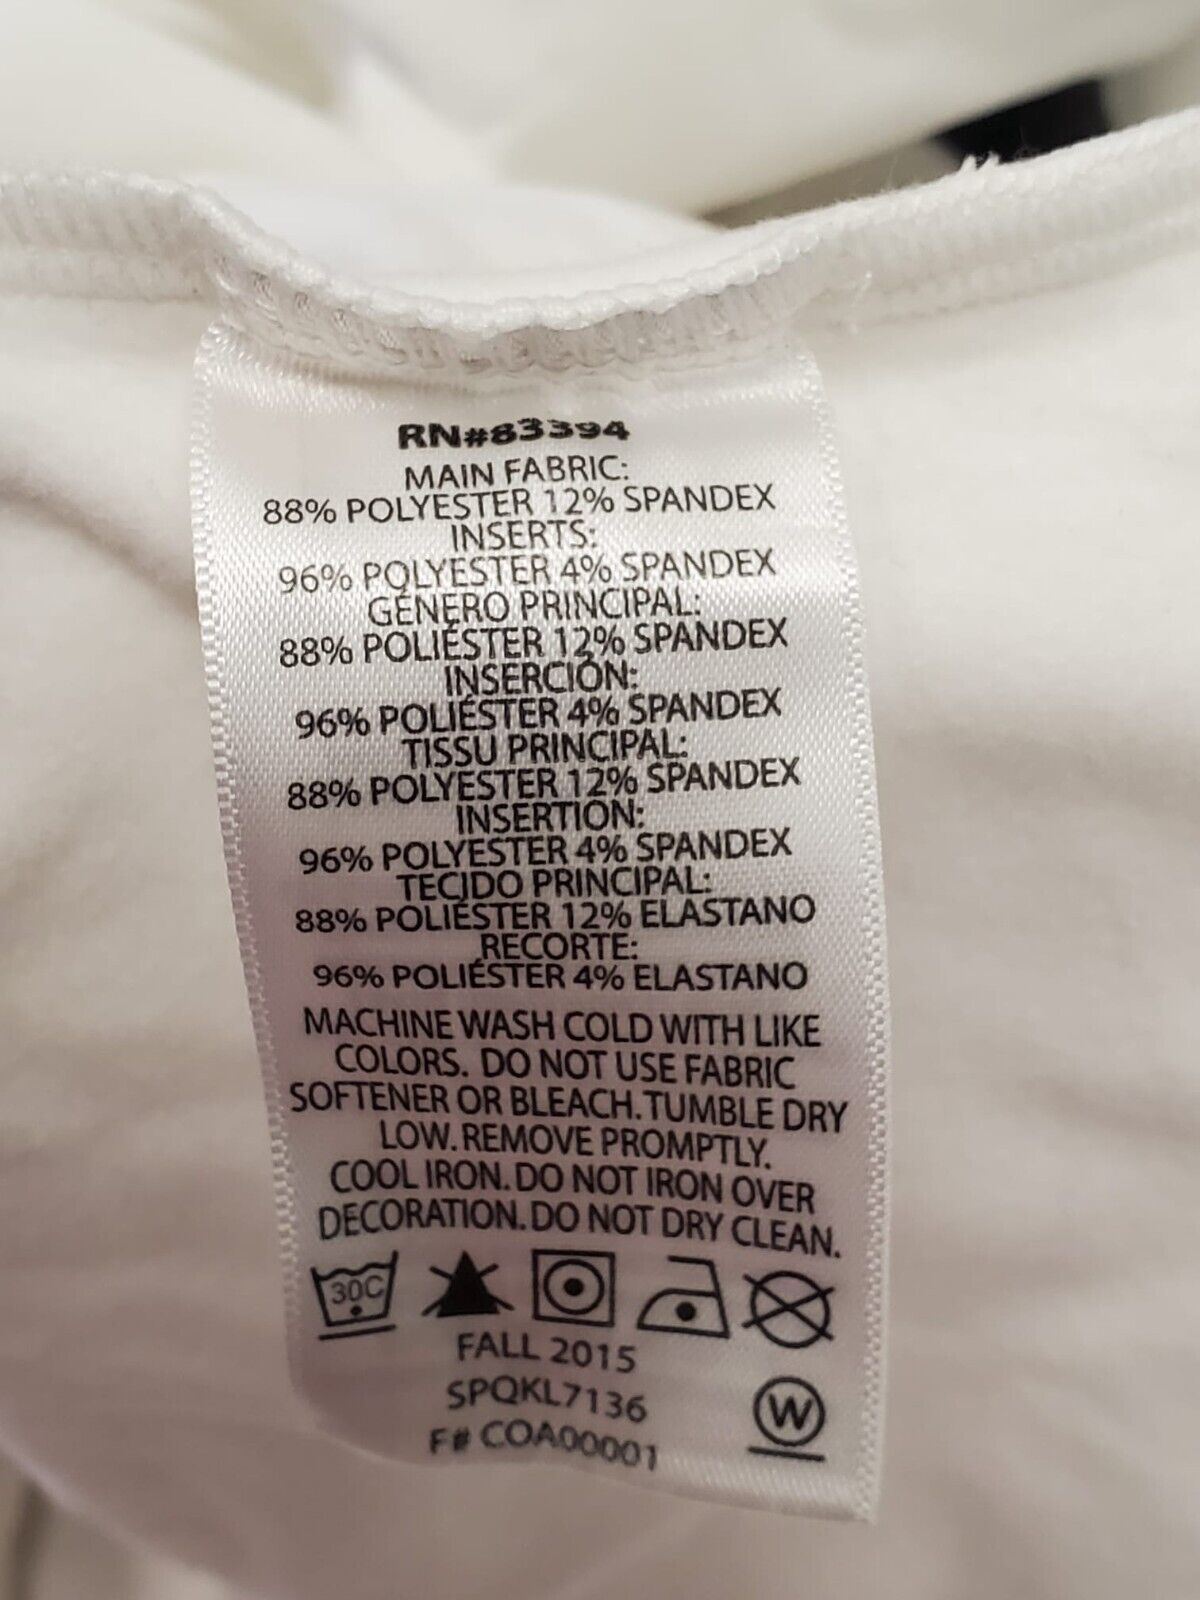 RN#83394
MAIN FABRIC:
88% POLYESTER 12% SPANDEX
INSERTS:
96% POLYESTER 4% SPANDEX
GÉNERO PRINCIPAL:
88% POLIÉSTER 12% SPANDEX
INSERCIÓN:
96% POLIÉSTER 4% SPANDEX
TISSU PRINCIPAL:
88% POLYESTER 12% SPANDEX
INSERTION:
96% POLYESTER 4% SPANDEX
TECIDO PRINCIPAL:
88% POLIÉSTER 12% ELASTANO
RECORTE:
96% POLIÉSTER 4% ELASTANO
MACHINE WASH COLD WITH LIKE
COLORS. DO NOT USE FABRIC
SOFTENER OR BLEACH. TUMBLE DRY
LOW. REMOVE PROMPTLY.
COOL IRON. DO NOT IRON OVER
DECORATION. DO NOT DRY CLEAN.
30C
FALL 2015
SPQKL7136
W
F# COA00001